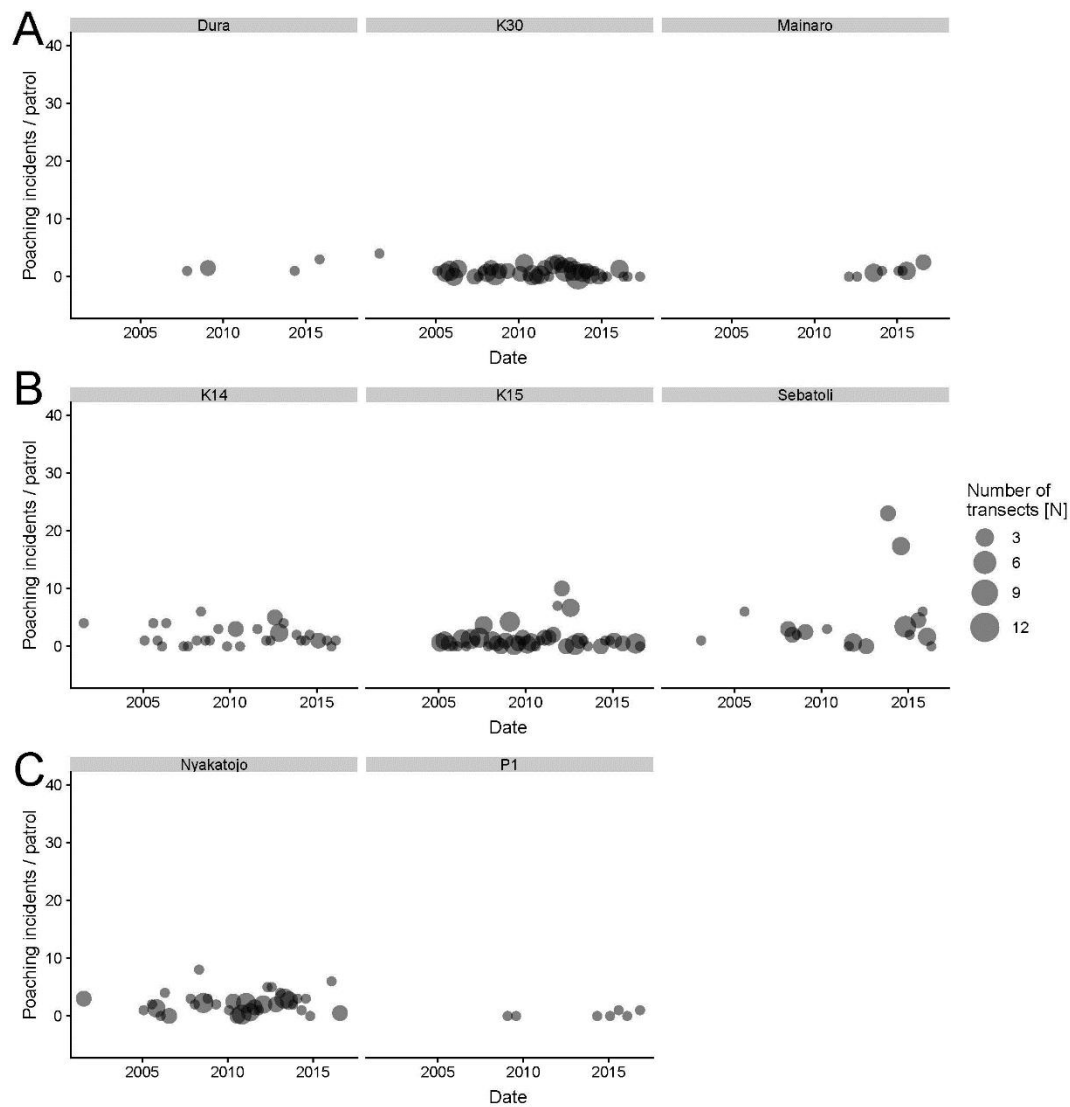 A
Dura
K30
Mainaro
40
30
20
10
0
Poaching incidents / patrol
2005 2010 2015 2005 2010 2015 2005 2010 2015
Date
B
K14
K15
Sebatoli
40
30
20
10
0
Poaching incidents / patrol
2005 2010 2015 2005 2010 2015 2005 2010 2015
Date
Number of
transects [N]
3
6
9
12
C
Nyakatojo
P1
40
30
20
10
0
Poaching incidents / patrol
2005 2010 2015 2005 2010 2015
Date